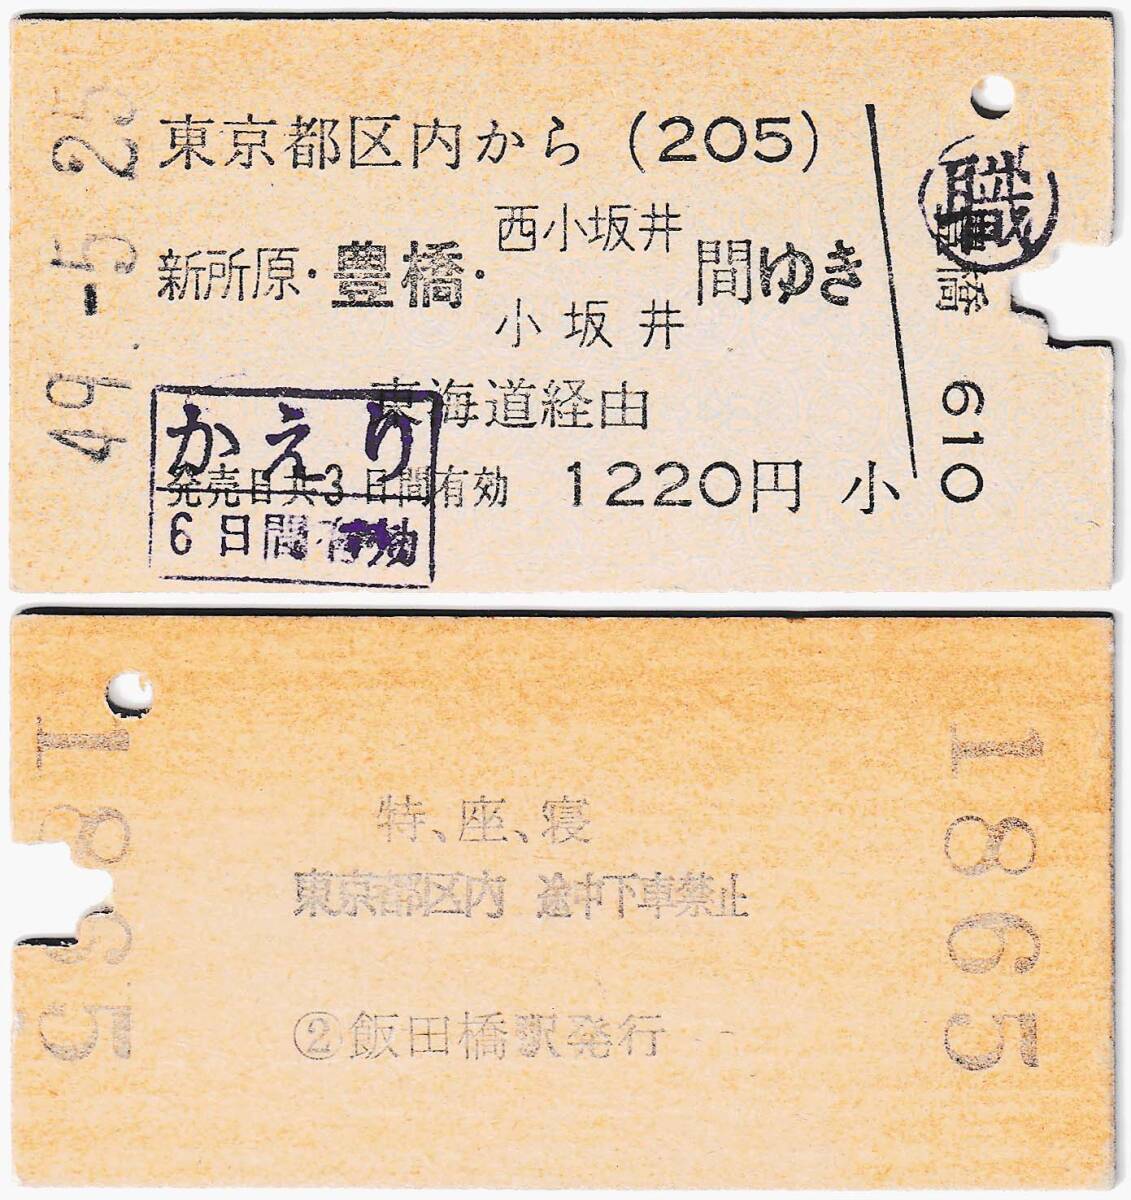 49.-5.25
東京都区内から (205)
新所原・豊橋・西小坂井
小坂井
間ゆき
東海道経由
発売日共3日間有効 1220円 小
かえり
6日間有効
職
豊橋 610
1865
1865
特、座、寝
東京都区内 途中下車禁止
②飯田橋駅発行